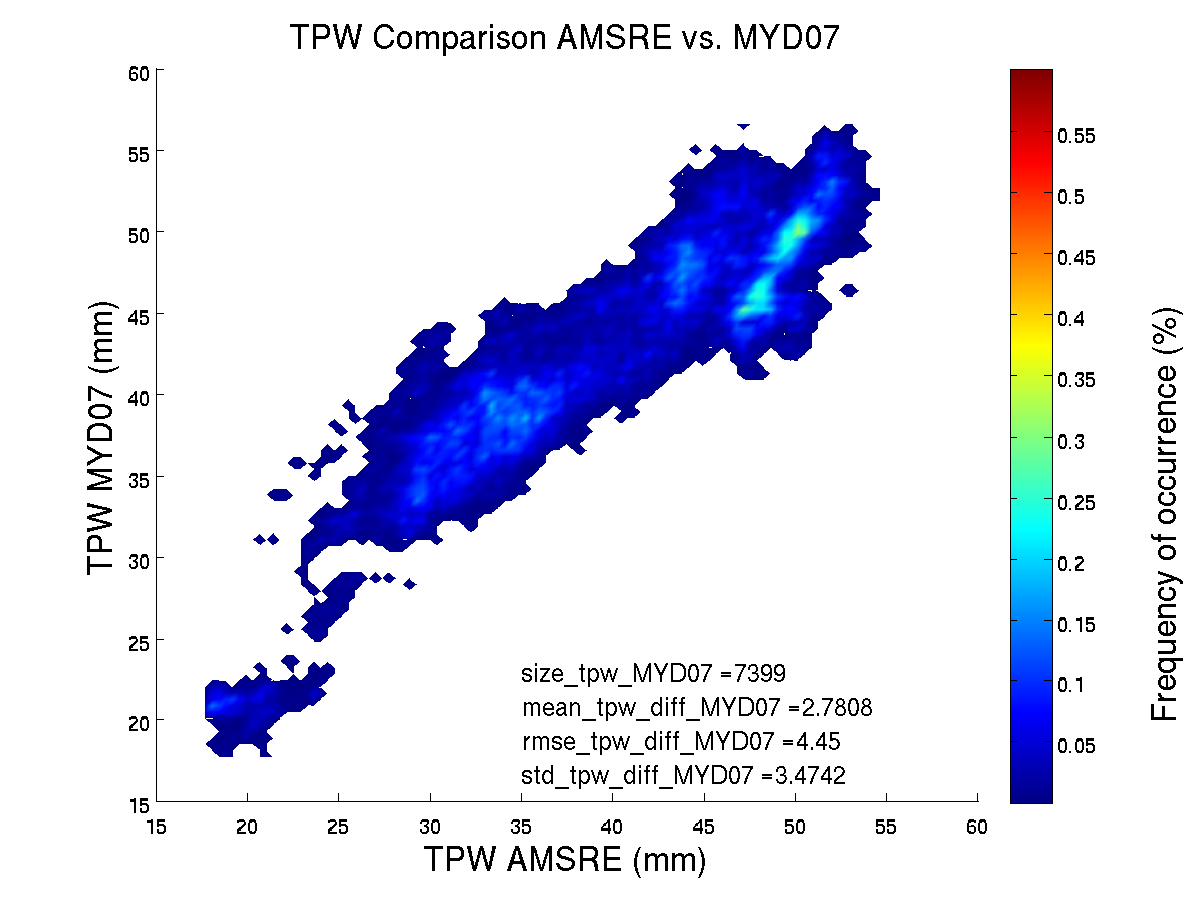 TPW Comparison AMSRE vs. MYD07
60
55
50
45
40
35
30
25
20
15
TPW MYD07 (mm)
size_tpw_MYD07 =7399
mean_tpw_diff_MYD07 =2.7808
rmse_tpw_diff_MYD07 =4.45
std_tpw_diff_MYD07 =3.4742
15 20 25 30 35 40 45 50 55 60
TPW AMSRE (mm)
0.55
0.5
0.45
0.4
0.35
0.3
0.25
0.2
0.15
0.1
0.05
Frequency of occurrence (%)